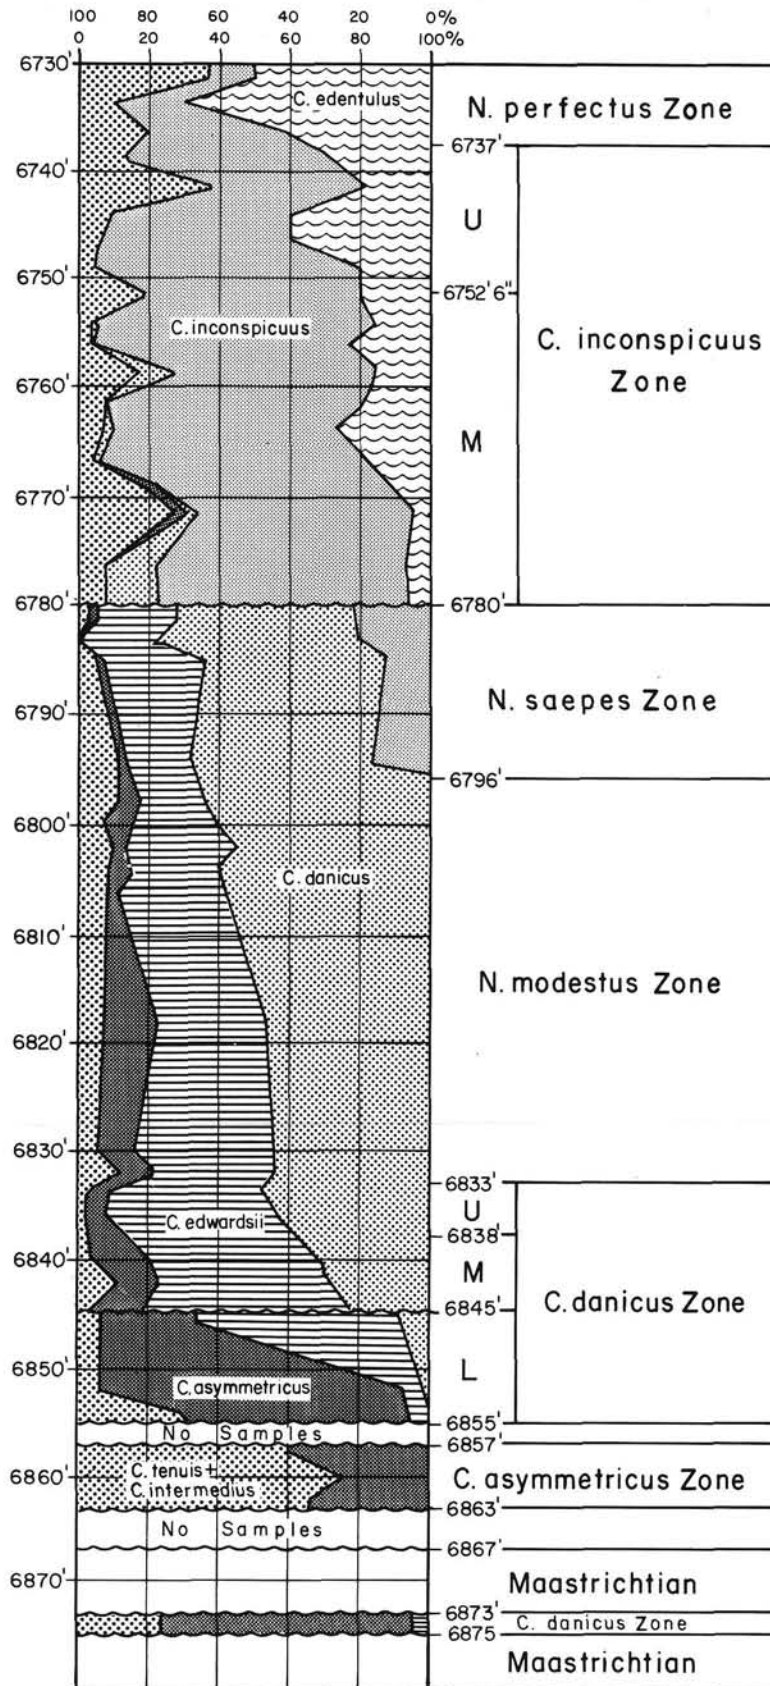 100 80 60 40 20 0%
0 20 40 60 80 100%
6730'
C. edentulus
N. perfectus Zone
6737'
6740'
U
6750'
6752' 6"
C. inconspicuus
C. inconspicuus
Zone
6760'
M
6770'
6780'
6780'
N. saepes Zone
6790'
6796'
6800'
C. danicus
6810'
N. modestus Zone
6820'
6830'
6833'
U
C. edwardsii
6838'
6840'
M
6845'
C. danicus Zone
6850'
L
C. asymmetricus
6855'
No Samples
6857'
C. tenuis+
6860'
C. intermedius
C. asymmetricus Zone
6863'
No Samples
6867'
6870'
Maastrichtian
6873'
C. danicus Zone
6875
Maastrichtian